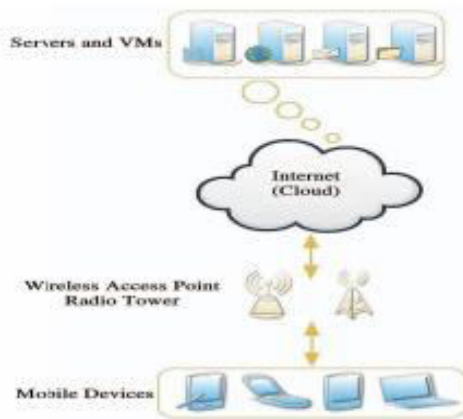 Servers and VMs
Internet
(Cloud)
Wireless Access Point
Radio Tower
Mobile Devices